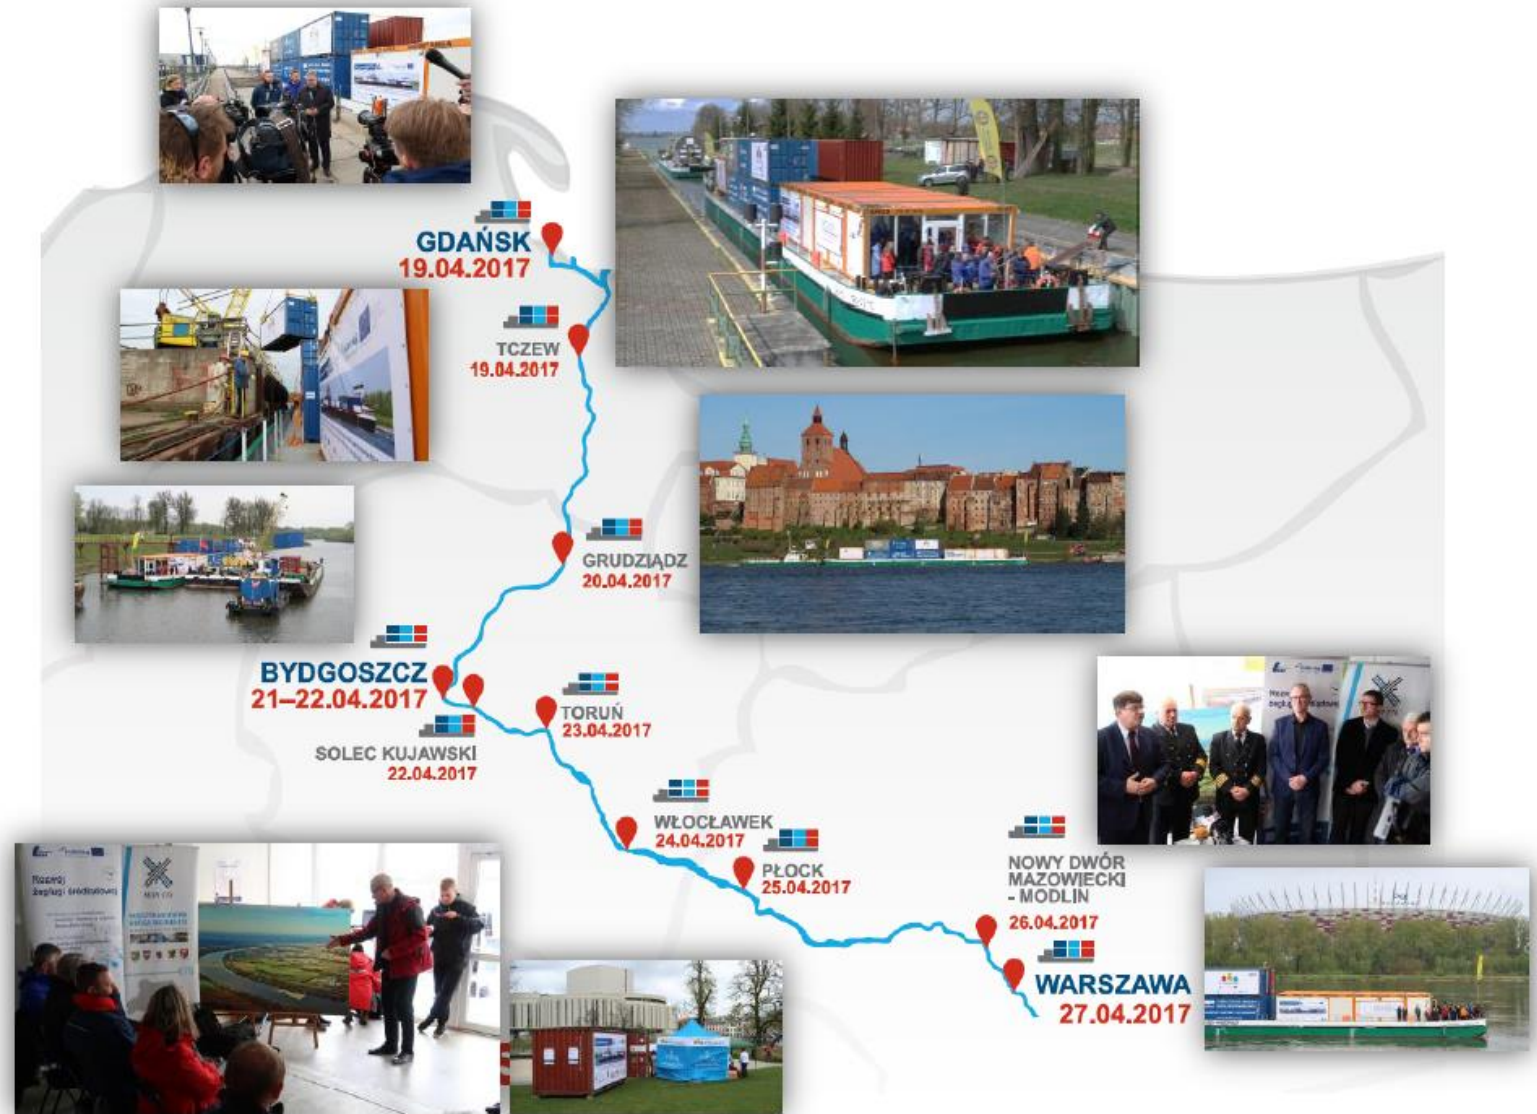 GDAŃSK
19.04.2017
TCZEW
19.04.2017
GRUDZIĄDZ
20.04.2017
BYDGOSZCZ
21–22.04.2017
SOLEC KUJAWSKI
22.04.2017
TORUŃ
23.04.2017
WŁOCŁAWEK
24.04.2017
PŁOCK
25.04.2017
NOWY DWÓR
MAZOWIECKI
- MODLIN
26.04.2017
WARSZAWA
27.04.2017
Rozwój
żeglugi śródlądowej